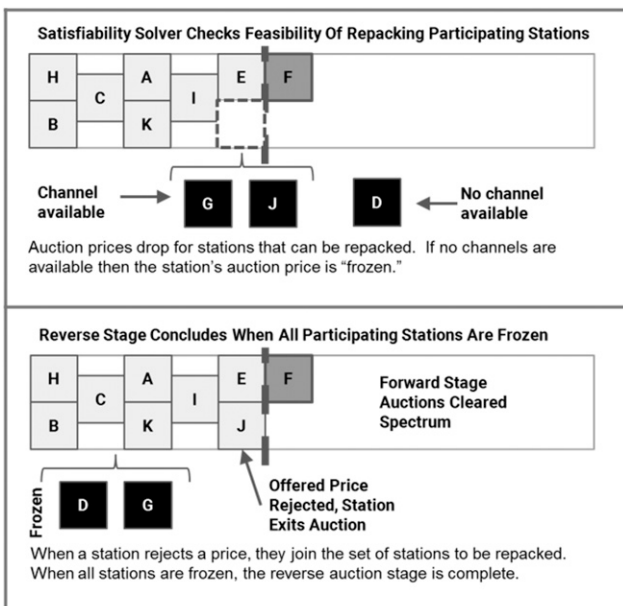 Satisfiability Solver Checks Feasibility Of Repacking Participating Stations
H A E F
C I
B K
Channel
available
G J D
No channel
available
Auction prices drop for stations that can be repacked. If no channels are
available then the station's auction price is “frozen.”
Reverse Stage Concludes When All Participating Stations Are Frozen
H A E F
C I
B K J
Forward Stage
Auctions Cleared
Spectrum
Frozen
D G
Offered Price
Rejected, Station
Exits Auction
When a station rejects a price, they join the set of stations to be repacked.
When all stations are frozen, the reverse auction stage is complete.